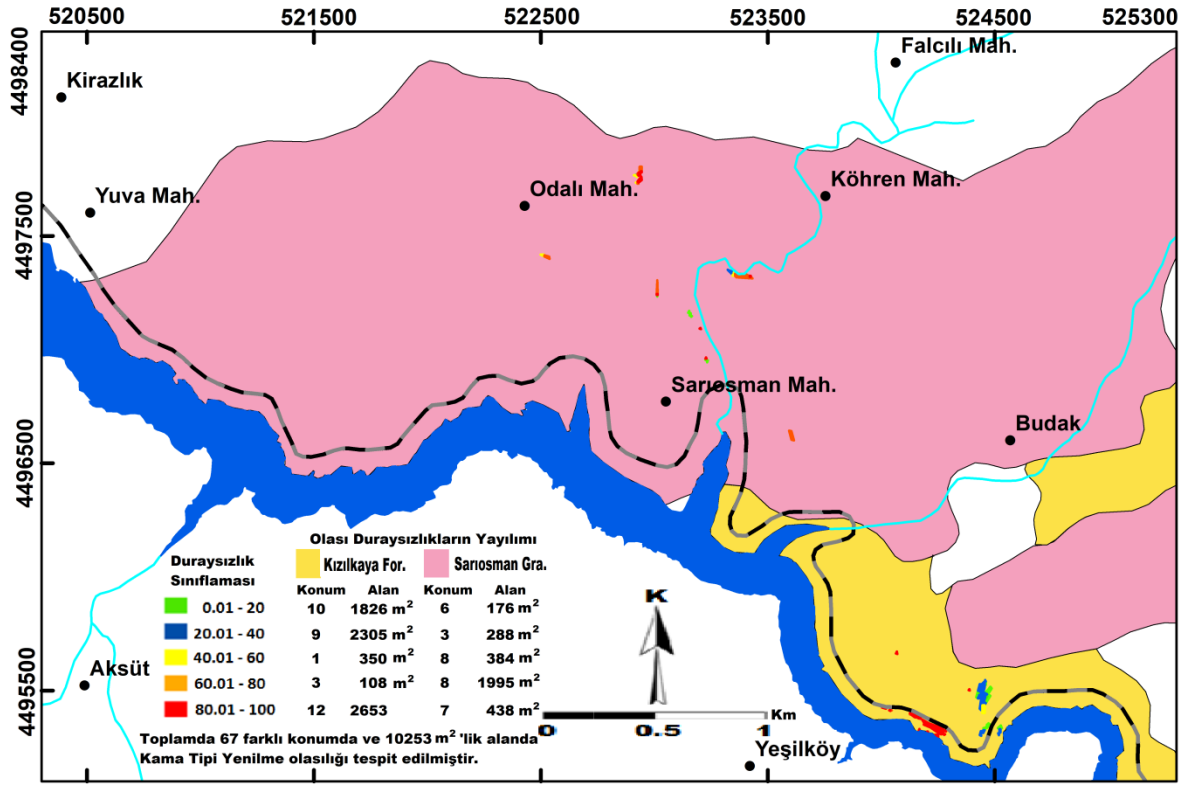 520500 521500 522500 523500 524500 525300
4498400
4497500
4496500
4495500
Falcılı Mah.
Kirazlık
Köhren Mah.
Odalı Mah.
Yuva Mah.
Sarıosman Mah.
Budak
Aksüt
Yeşilköy
Olası Duraysızlıkların Yayılımı
Duraysızlık
Sınıflaması
Kızılkaya For. Sarıosman Gra.
Konum Alan Konum Alan
0.01 - 20 10 1826 m² 6 176 m²
20.01 - 40 9 2305 m² 3 288 m²
40.01 - 60 1 350 m² 8 384 m²
60.01 - 80 3 108 m² 8 1995 m²
80.01 - 100 12 2653 7 438 m²
Toplamda 67 farklı konumda ve 10253 m² 'lik alanda
Kama Tipi Yenilme olasılığı tespit edilmiştir.
K
Km
0 0.5 1